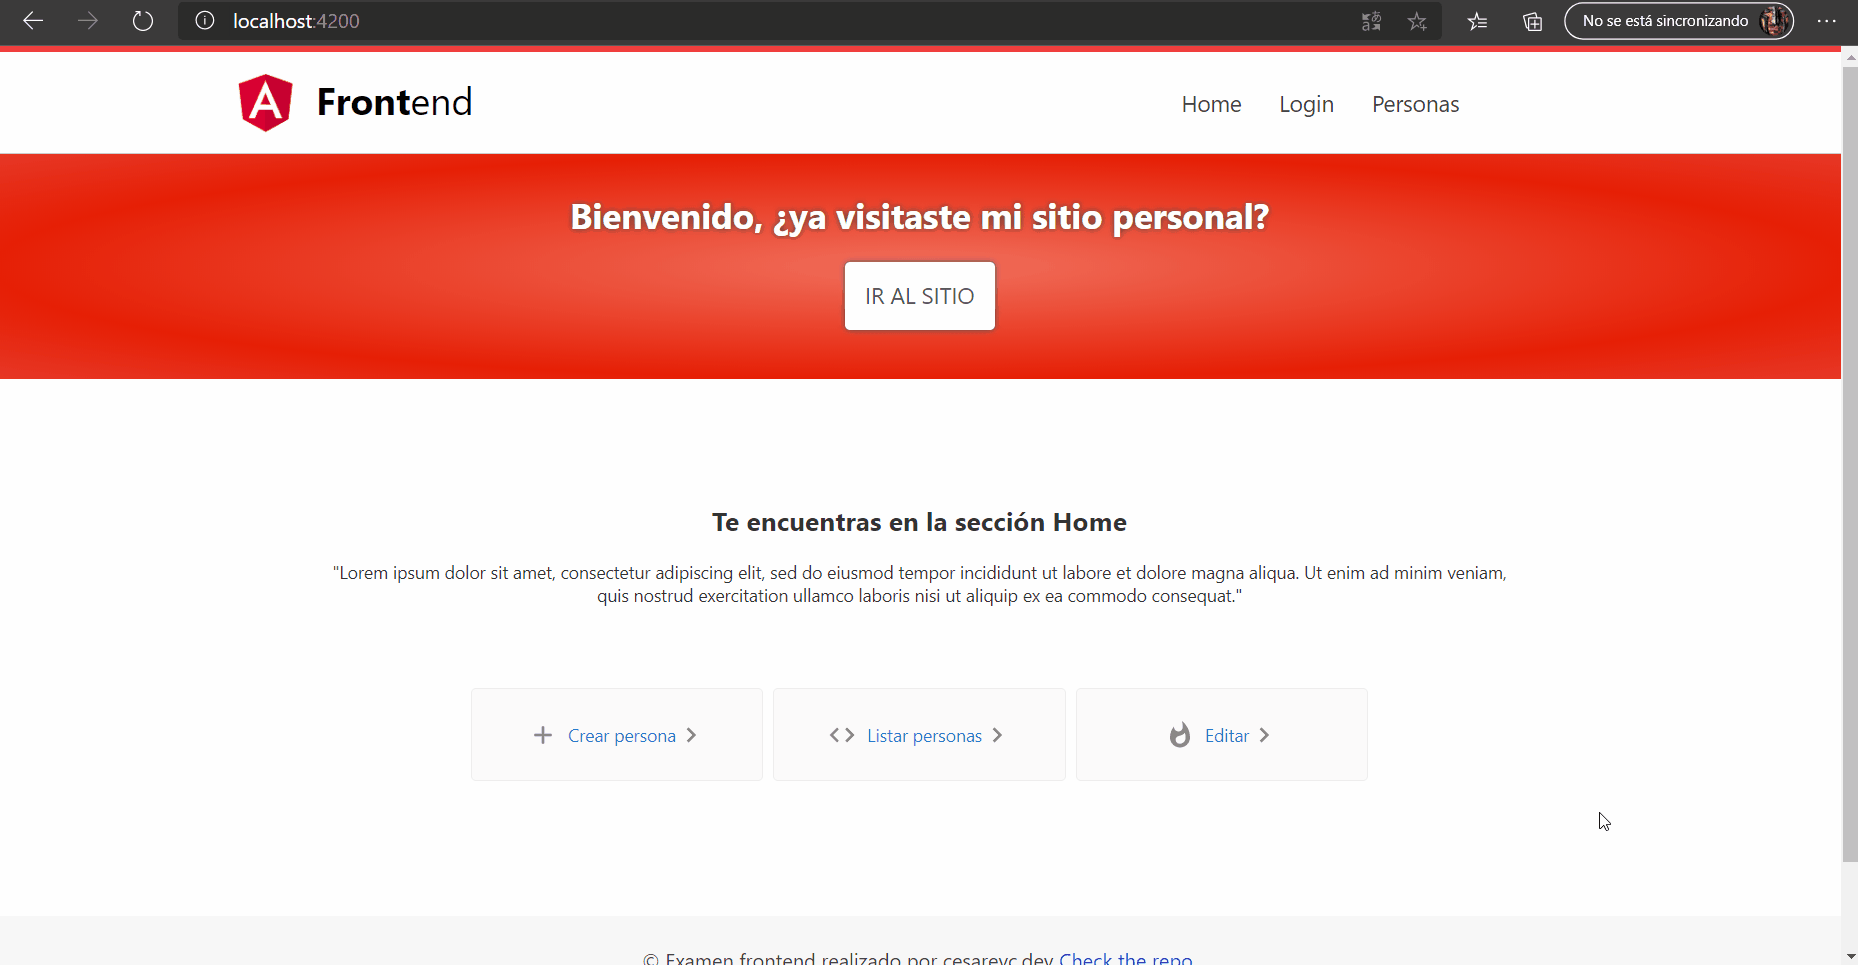 localhost:4200
No se está sincronizando
Frontend
Home Login Personas
Bienvenido, ¿ya visitaste mi sitio personal?
IR AL SITIO
Te encuentras en la sección Home
"Lorem ipsum dolor sit amet, consectetur adipiscing elit, sed do eiusmod tempor incididunt ut labore et dolore magna aliqua. Ut enim ad minim veniam,
quis nostrud exercitation ullamco laboris nisi ut aliquip ex ea commodo consequat."
Crear persona
Listar personas
Editar
© Examen frontend realizado por cesareyc.dev Check the repo